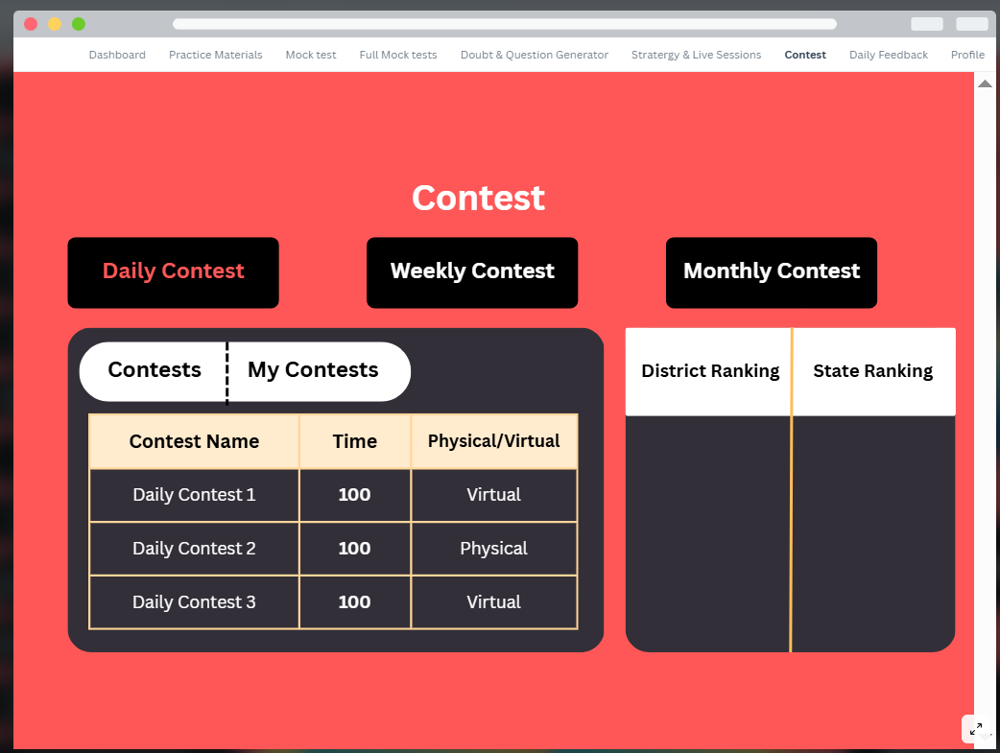 Dashboard Practice Materials Mock test Full Mock tests Doubt & Question Generator Stratergy & Live Sessions Contest Daily Feedback Profile
Contest
Daily Contest Weekly Contest Monthly Contest
Contests My Contests
District Ranking State Ranking
Contest Name Time Physical/Virtual
Daily Contest 1 100 Virtual
Daily Contest 2 100 Physical
Daily Contest 3 100 Virtual